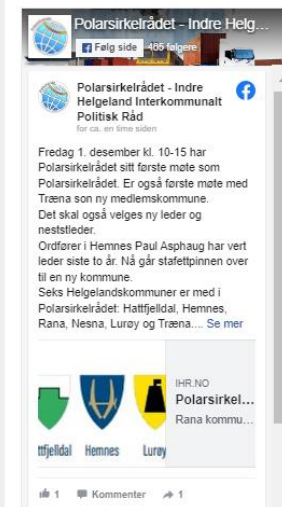 Polarsirkelrådet - Indre Helg...
Følg side
465 følgere
Polarsirkelrådet - Indre
Helgeland Interkommunalt
Politisk Råd
for ca. en time siden
Fredag 1. desember kl. 10-15 har
Polarsirkelrådet sitt første møte som
Polarsirkelrådet. Er også første møte med
Træna son ny medlemskommune.
Det skal også velges ny leder og
neststleder.
Ordfører i Hemnes Paul Asphaug har vert
leder siste to år. Nå går stafettpinnen over
til en ny kommune.
Seks Helgelandskommuner er med i
Polarsirkelrådet: Hattfjelldal, Hemnes,
Rana, Nesna, Lurøy og Træna.... Se mer
ttfjelldal Hemnes Lurø
IHR.NO
Polarsirkel...
Rana kommu...
1 Kommenter 1